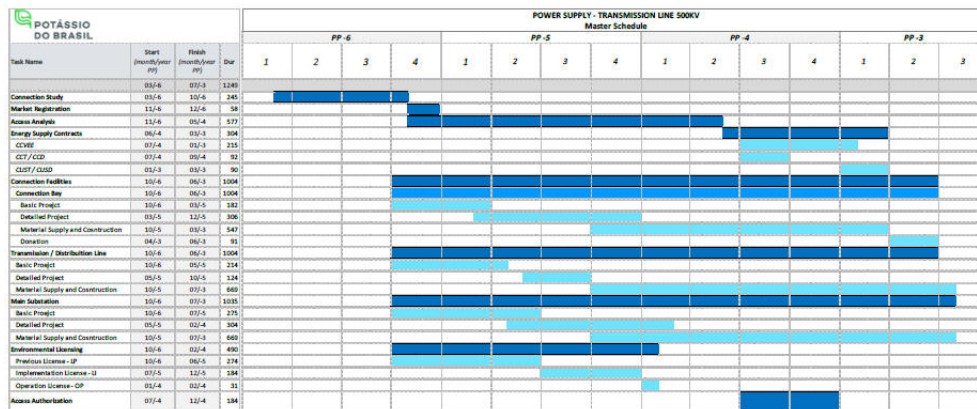 POTÁSSIO
DO BRASIL
POWER SUPPLY - TRANSMISSION LINE 500KV
Master Schedule
PP -6 PP -5 PP -4 PP -3
Task Name Start (month/year PP) Finish (month/year PP) Dur 1 2 3 4 1 2 3 4 1 2 3 4 1 2 3
03/-6 07/-3 1249
Connection Study 03/-6 10/-6 245
Market Registration 11/-6 12/-6 58
Access Analysis 11/-6 05/-4 577
Energy Supply Contracts 06/-4 03/-3 304
CCVEE 07/-4 01/-3 215
CCT / CCD 07/-4 09/-4 92
CUST / CUSD 01/-3 03/-3 90
Connection Facilities 10/-6 06/-3 1004
Connection Bay 10/-6 06/-3 1004
Basic Proejct 10/-6 03/-5 182
Detailed Project 03/-5 12/-5 306
Material Supply and Cosntruction 10/-5 03/-3 547
Donation 04/-3 06/-3 91
Transmission / Distribuition Line 10/-6 06/-3 1004
Basic Proejct 10/-6 05/-5 214
Detailed Project 05/-5 10/-5 124
Material Supply and Cosntruction 10/-5 07/-3 669
Main Substation 10/-6 07/-3 1035
Basic Proejct 10/-6 07/-5 275
Detailed Project 05/-5 02/-4 304
Material Supply and Cosntruction 10/-5 07/-3 669
Environmental Licensing 10/-6 02/-4 490
Previous License - LP 10/-6 06/-5 274
Implementation License - LI 07/-5 12/-5 184
Operation License - OP 01/-4 02/-4 31
Access Authorization 07/-4 12/-4 184